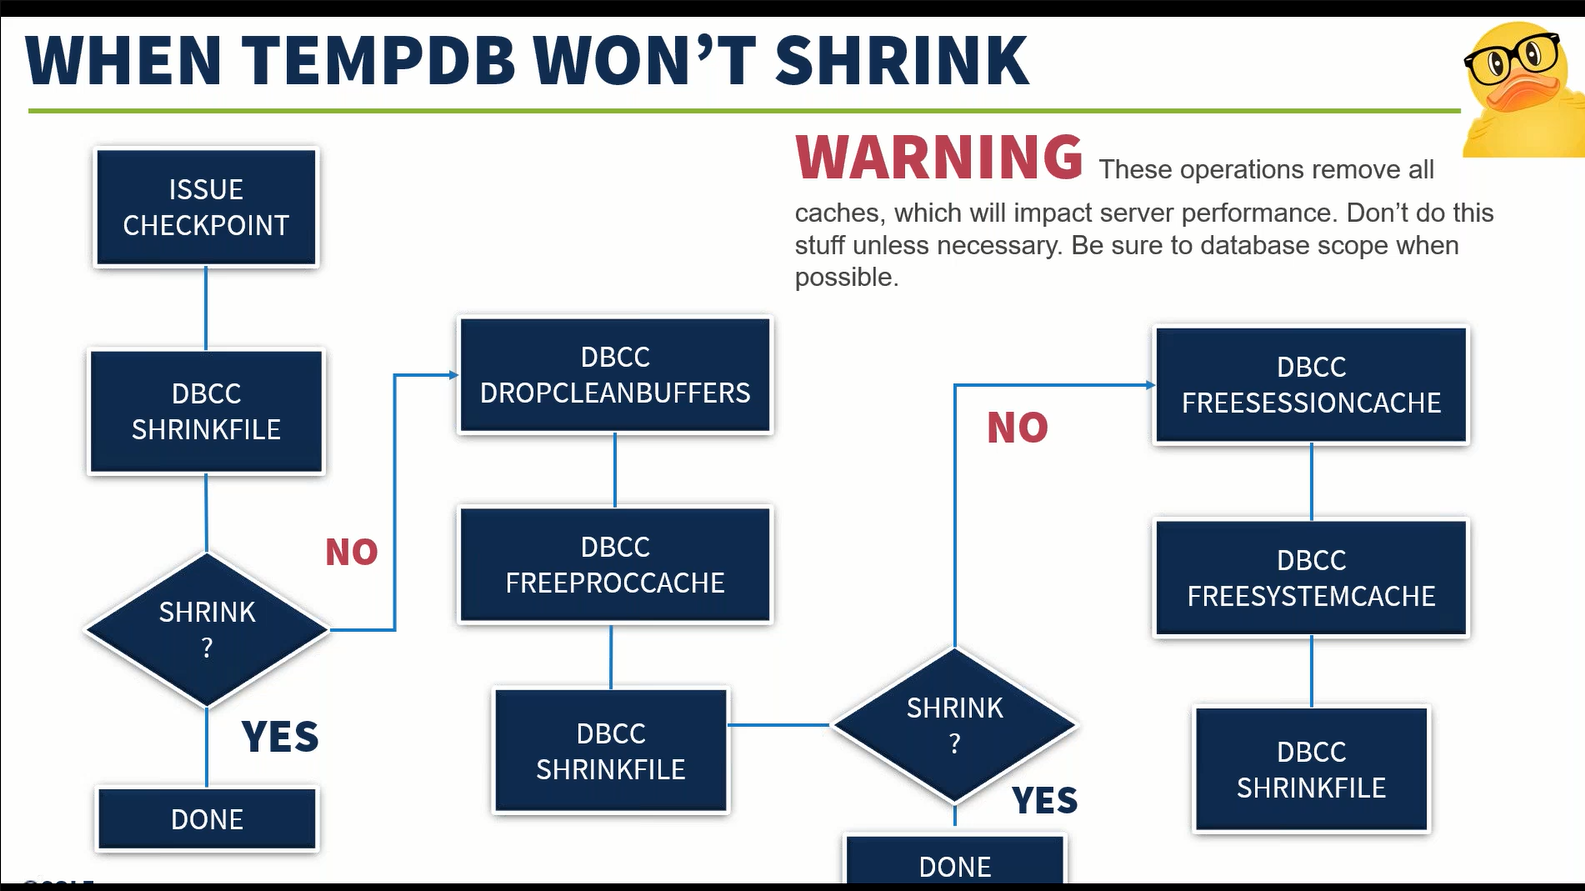 WHEN TEMPDB WON'T SHRINK
WARNING These operations remove all
caches, which will impact server performance. Don't do this
stuff unless necessary. Be sure to database scope when
possible.
ISSUE
CHECKPOINT
DBCC
SHRINKFILE
SHRINK
?
NO
YES
DONE
DBCC
DROPCLEANBUFFERS
DBCC
FREEPROCCACHE
DBCC
SHRINKFILE
SHRINK
?
NO
YES
DONE
DBCC
FREESESSIONCACHE
DBCC
FREESYSTEMCACHE
DBCC
SHRINKFILE